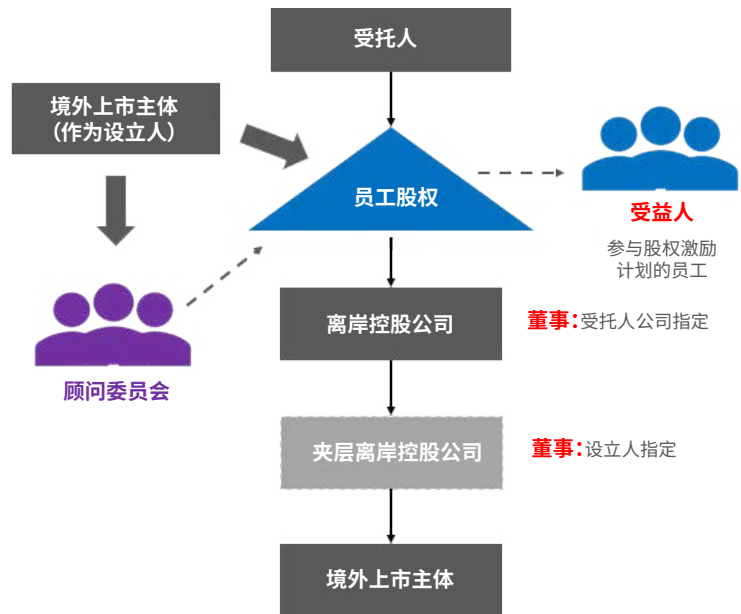 受托人
境外上市主体
（作为设立人）
员工股权
受益人
参与股权激励
计划的员工
离岸控股公司
董事：受托人公司指定
顾问委员会
夹层离岸控股公司
董事：设立人指定
境外上市主体